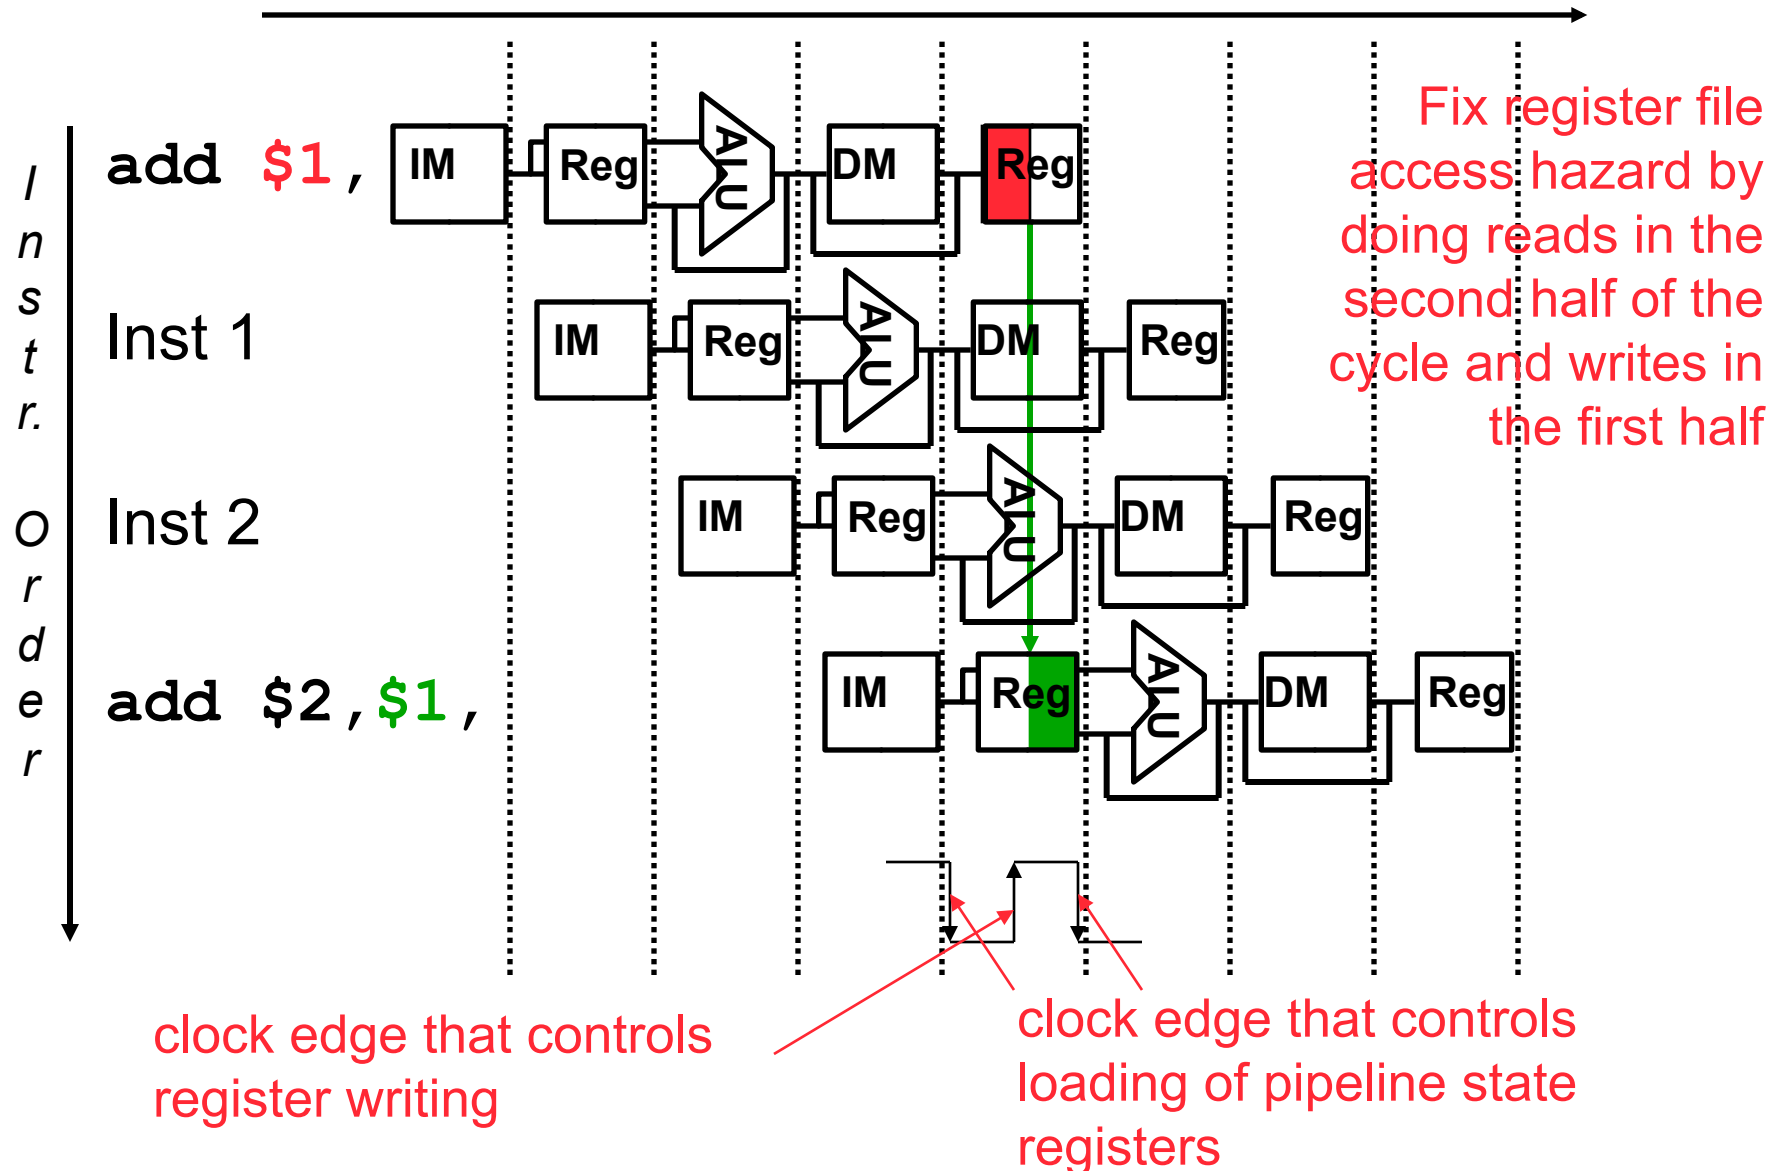 Instr. Order
add $1,
IM Reg ALU DM Reg
Fix register file
access hazard by
doing reads in the
second half of the
cycle and writes in
the first half
Inst 1
IM Reg ALU DM Reg
Inst 2
IM Reg ALU DM Reg
add $2,$1,
IM Reg ALU DM Reg
clock edge that controls
register writing
clock edge that controls
loading of pipeline state
registers